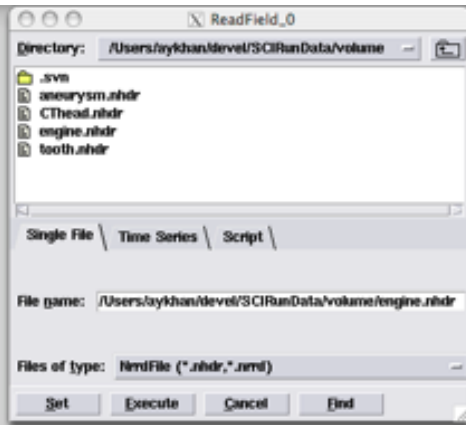 ReadField_0
Directory: /Users/aykhan/devel/SCIRunData/volume
.svn
aneurysm.nhdr
CThead.nhdr
engine.nhdr
tooth.nhdr
Single File Time Series Script
File name: /Users/aykhan/devel/SCIRunData/volume/engine.nhdr
Files of type: NrrdFile (*.nhdr,*.nrrd)
Set Execute Cancel Find